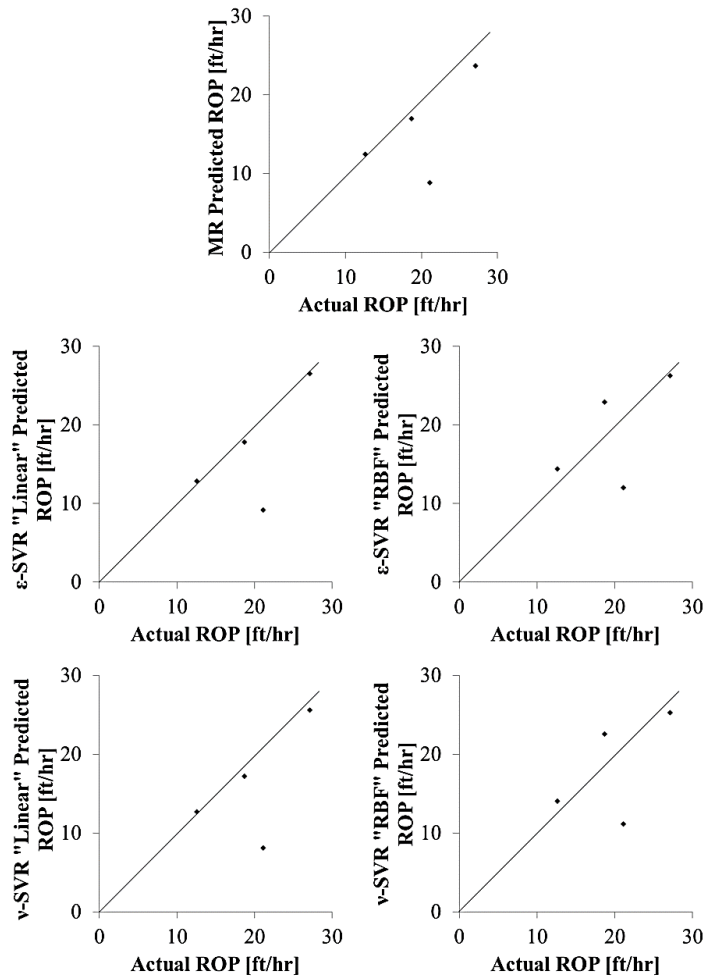 MR Predicted ROP [ft/hr]
30
20
10
0
0 10 20 30
Actual ROP [ft/hr]
ε-SVR "Linear" Predicted
ROP [ft/hr]
30
20
10
0
0 10 20 30
Actual ROP [ft/hr]
ε-SVR "RBF" Predicted
ROP [ft/hr]
30
20
10
0
0 10 20 30
Actual ROP [ft/hr]
ν-SVR "Linear" Predicted
ROP [ft/hr]
30
20
10
0
0 10 20 30
Actual ROP [ft/hr]
ν-SVR "RBF" Predicted
ROP [ft/hr]
30
20
10
0
0 10 20 30
Actual ROP [ft/hr]